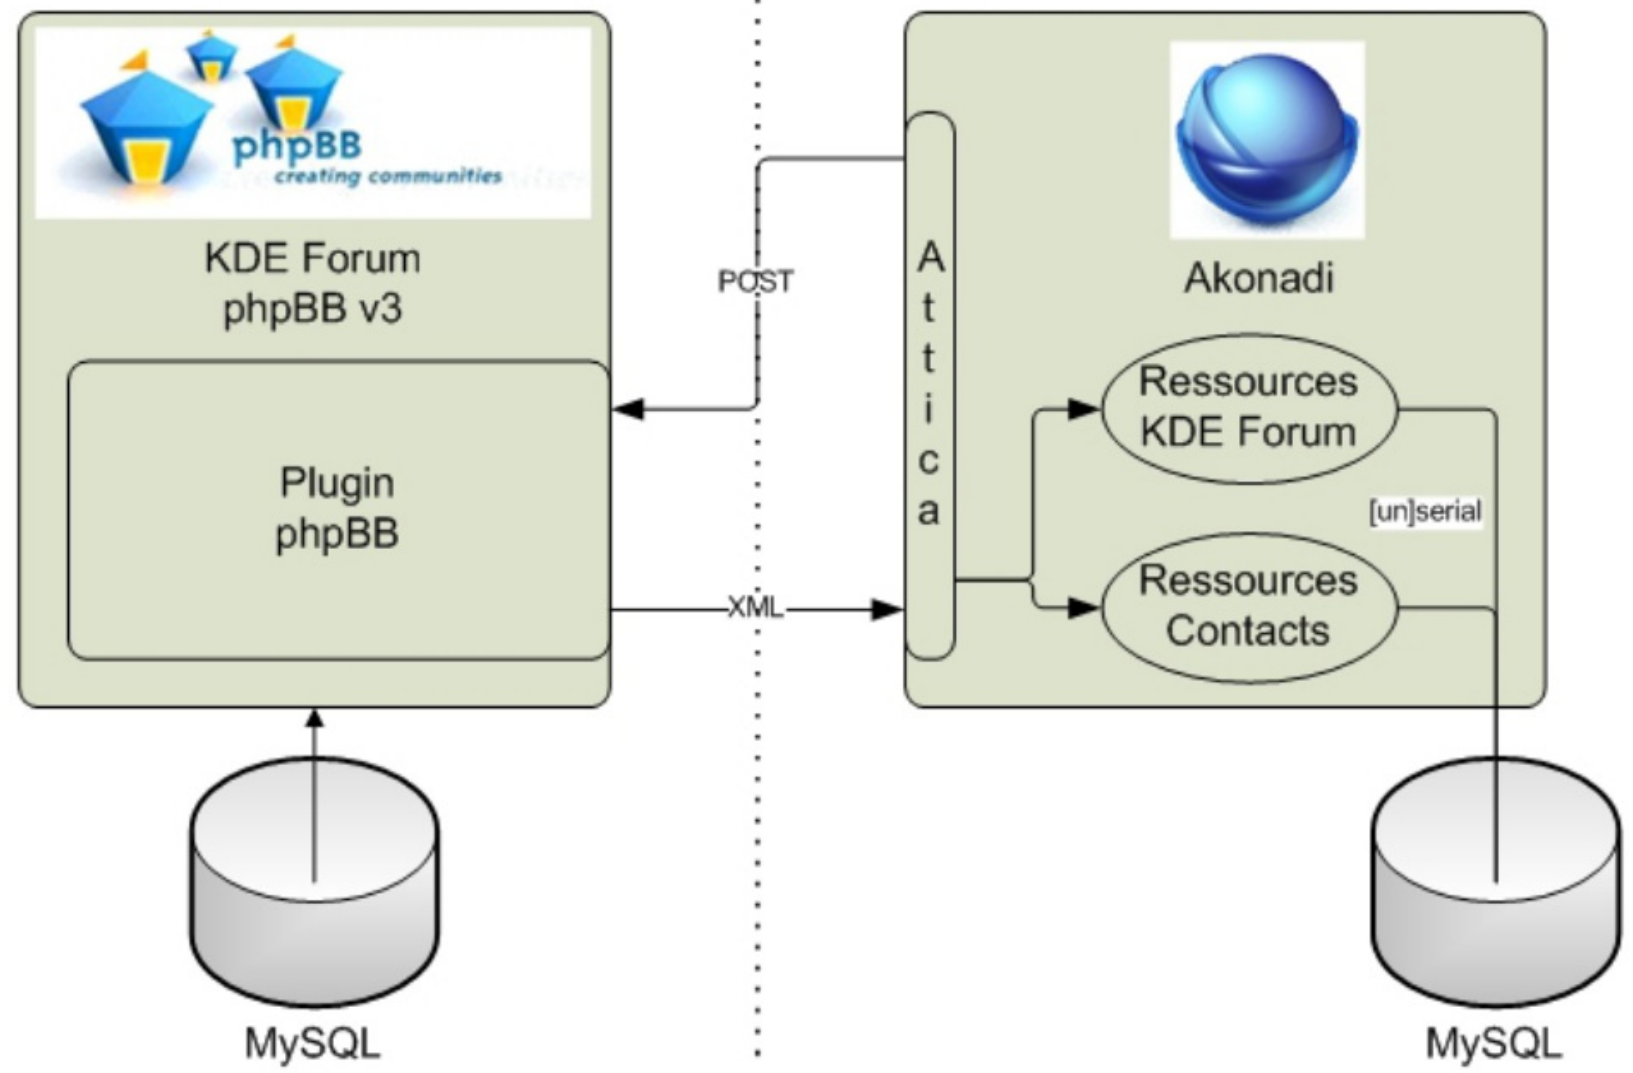 phpBB
creating communities
KDE Forum
phpBB v3
Plugin
phpBB
MySQL
POST
XML
Attica
Akonadi
Ressources
KDE Forum
[un]serial
Ressources
Contacts
MySQL